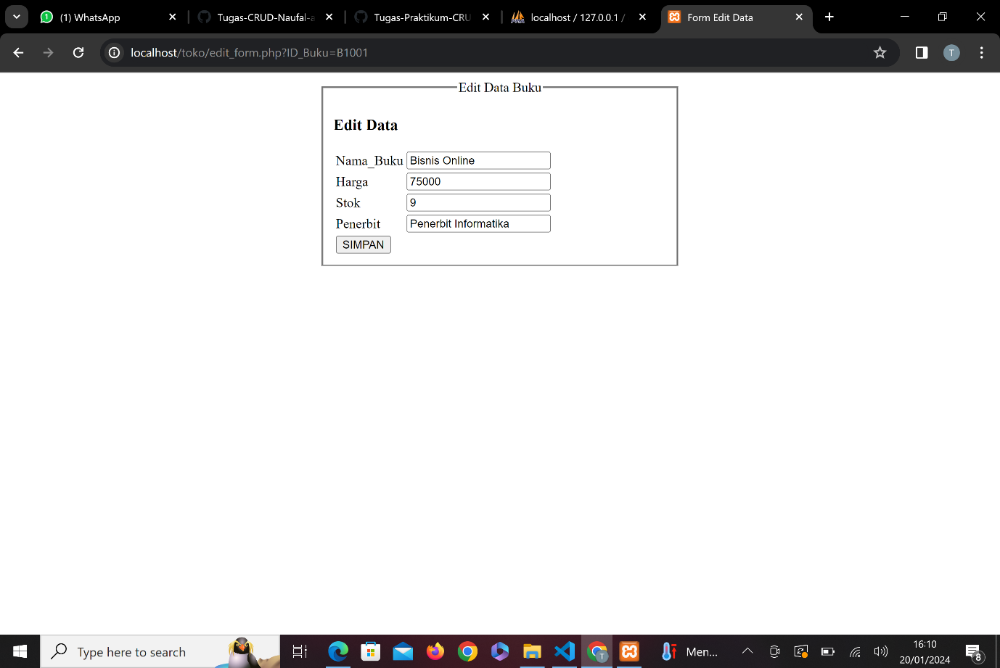 (1) WhatsApp
Tugas-CRUD-Naufal-a
Tugas-Praktikum-CRU
localhost / 127.0.0.1 /
Form Edit Data
localhost/toko/edit_form.php?ID_Buku=B1001
T
Edit Data Buku
Edit Data
Nama_Buku Bisnis Online
Harga 75000
Stok 9
Penerbit Penerbit Informatika
SIMPAN
Type here to search
Men...
16:10
20/01/2024
8